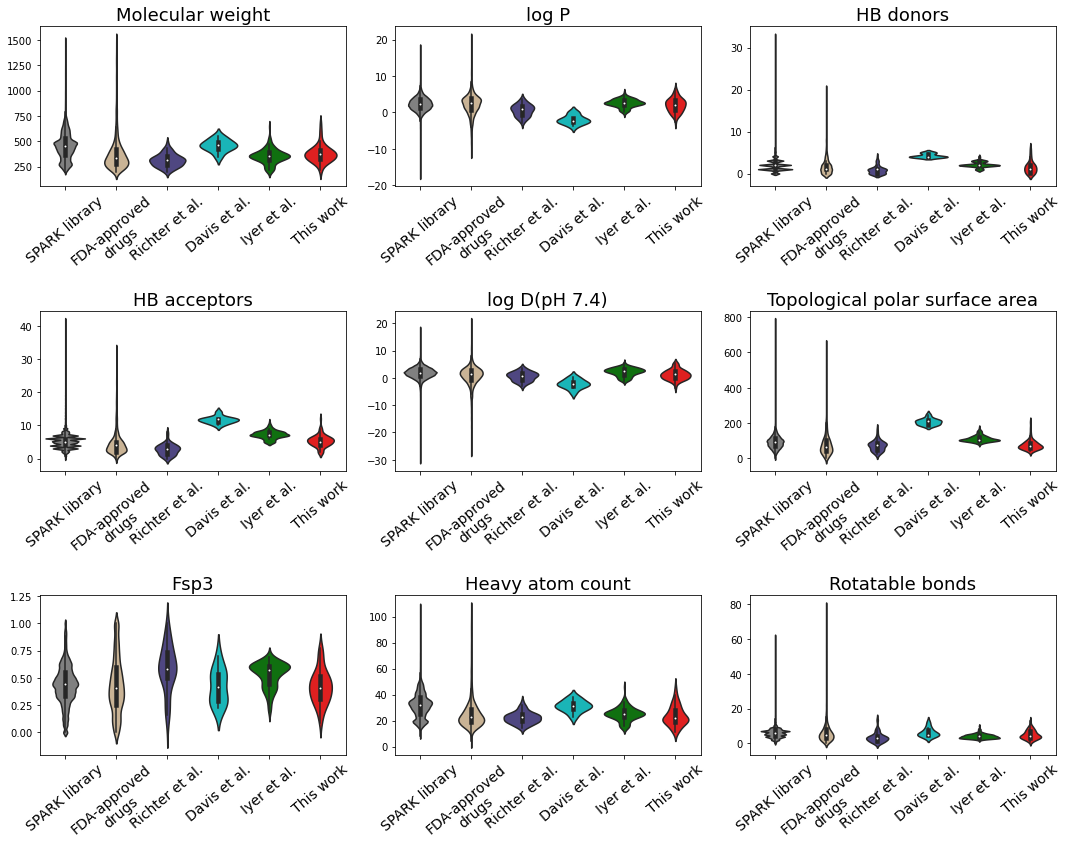 Molecular weight
1500
1250
1000
750
500
250
SPARK library
FDA-approved
drugs
Richter et al.
Davis et al.
Iyer et al.
This work
log P
20
10
0
−10
−20
SPARK library
FDA-approved
drugs
Richter et al.
Davis et al.
Iyer et al.
This work
HB donors
30
20
10
0
SPARK library
FDA-approved
drugs
Richter et al.
Davis et al.
Iyer et al.
This work
HB acceptors
40
30
20
10
0
SPARK library
FDA-approved
drugs
Richter et al.
Davis et al.
Iyer et al.
This work
log D(pH 7.4)
20
10
0
−10
−20
−30
SPARK library
FDA-approved
drugs
Richter et al.
Davis et al.
Iyer et al.
This work
Topological polar surface area
800
600
400
200
0
SPARK library
FDA-approved
drugs
Richter et al.
Davis et al.
Iyer et al.
This work
Fsp3
1.25
1.00
0.75
0.50
0.25
0.00
SPARK library
FDA-approved
drugs
Richter et al.
Davis et al.
Iyer et al.
This work
Heavy atom count
100
80
60
40
20
0
SPARK library
FDA-approved
drugs
Richter et al.
Davis et al.
Iyer et al.
This work
Rotatable bonds
80
60
40
20
0
SPARK library
FDA-approved
drugs
Richter et al.
Davis et al.
Iyer et al.
This work